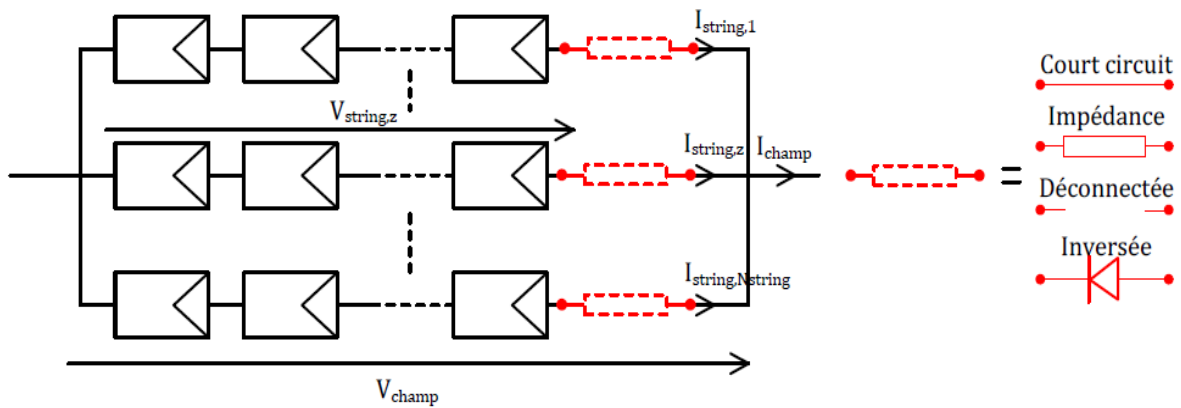 Istring,1
Vstring,z
Istring,z
Ichamp
Istring,Nstring
Vchamp
=
Court circuit
Impédance
Déconnectée
Inversée